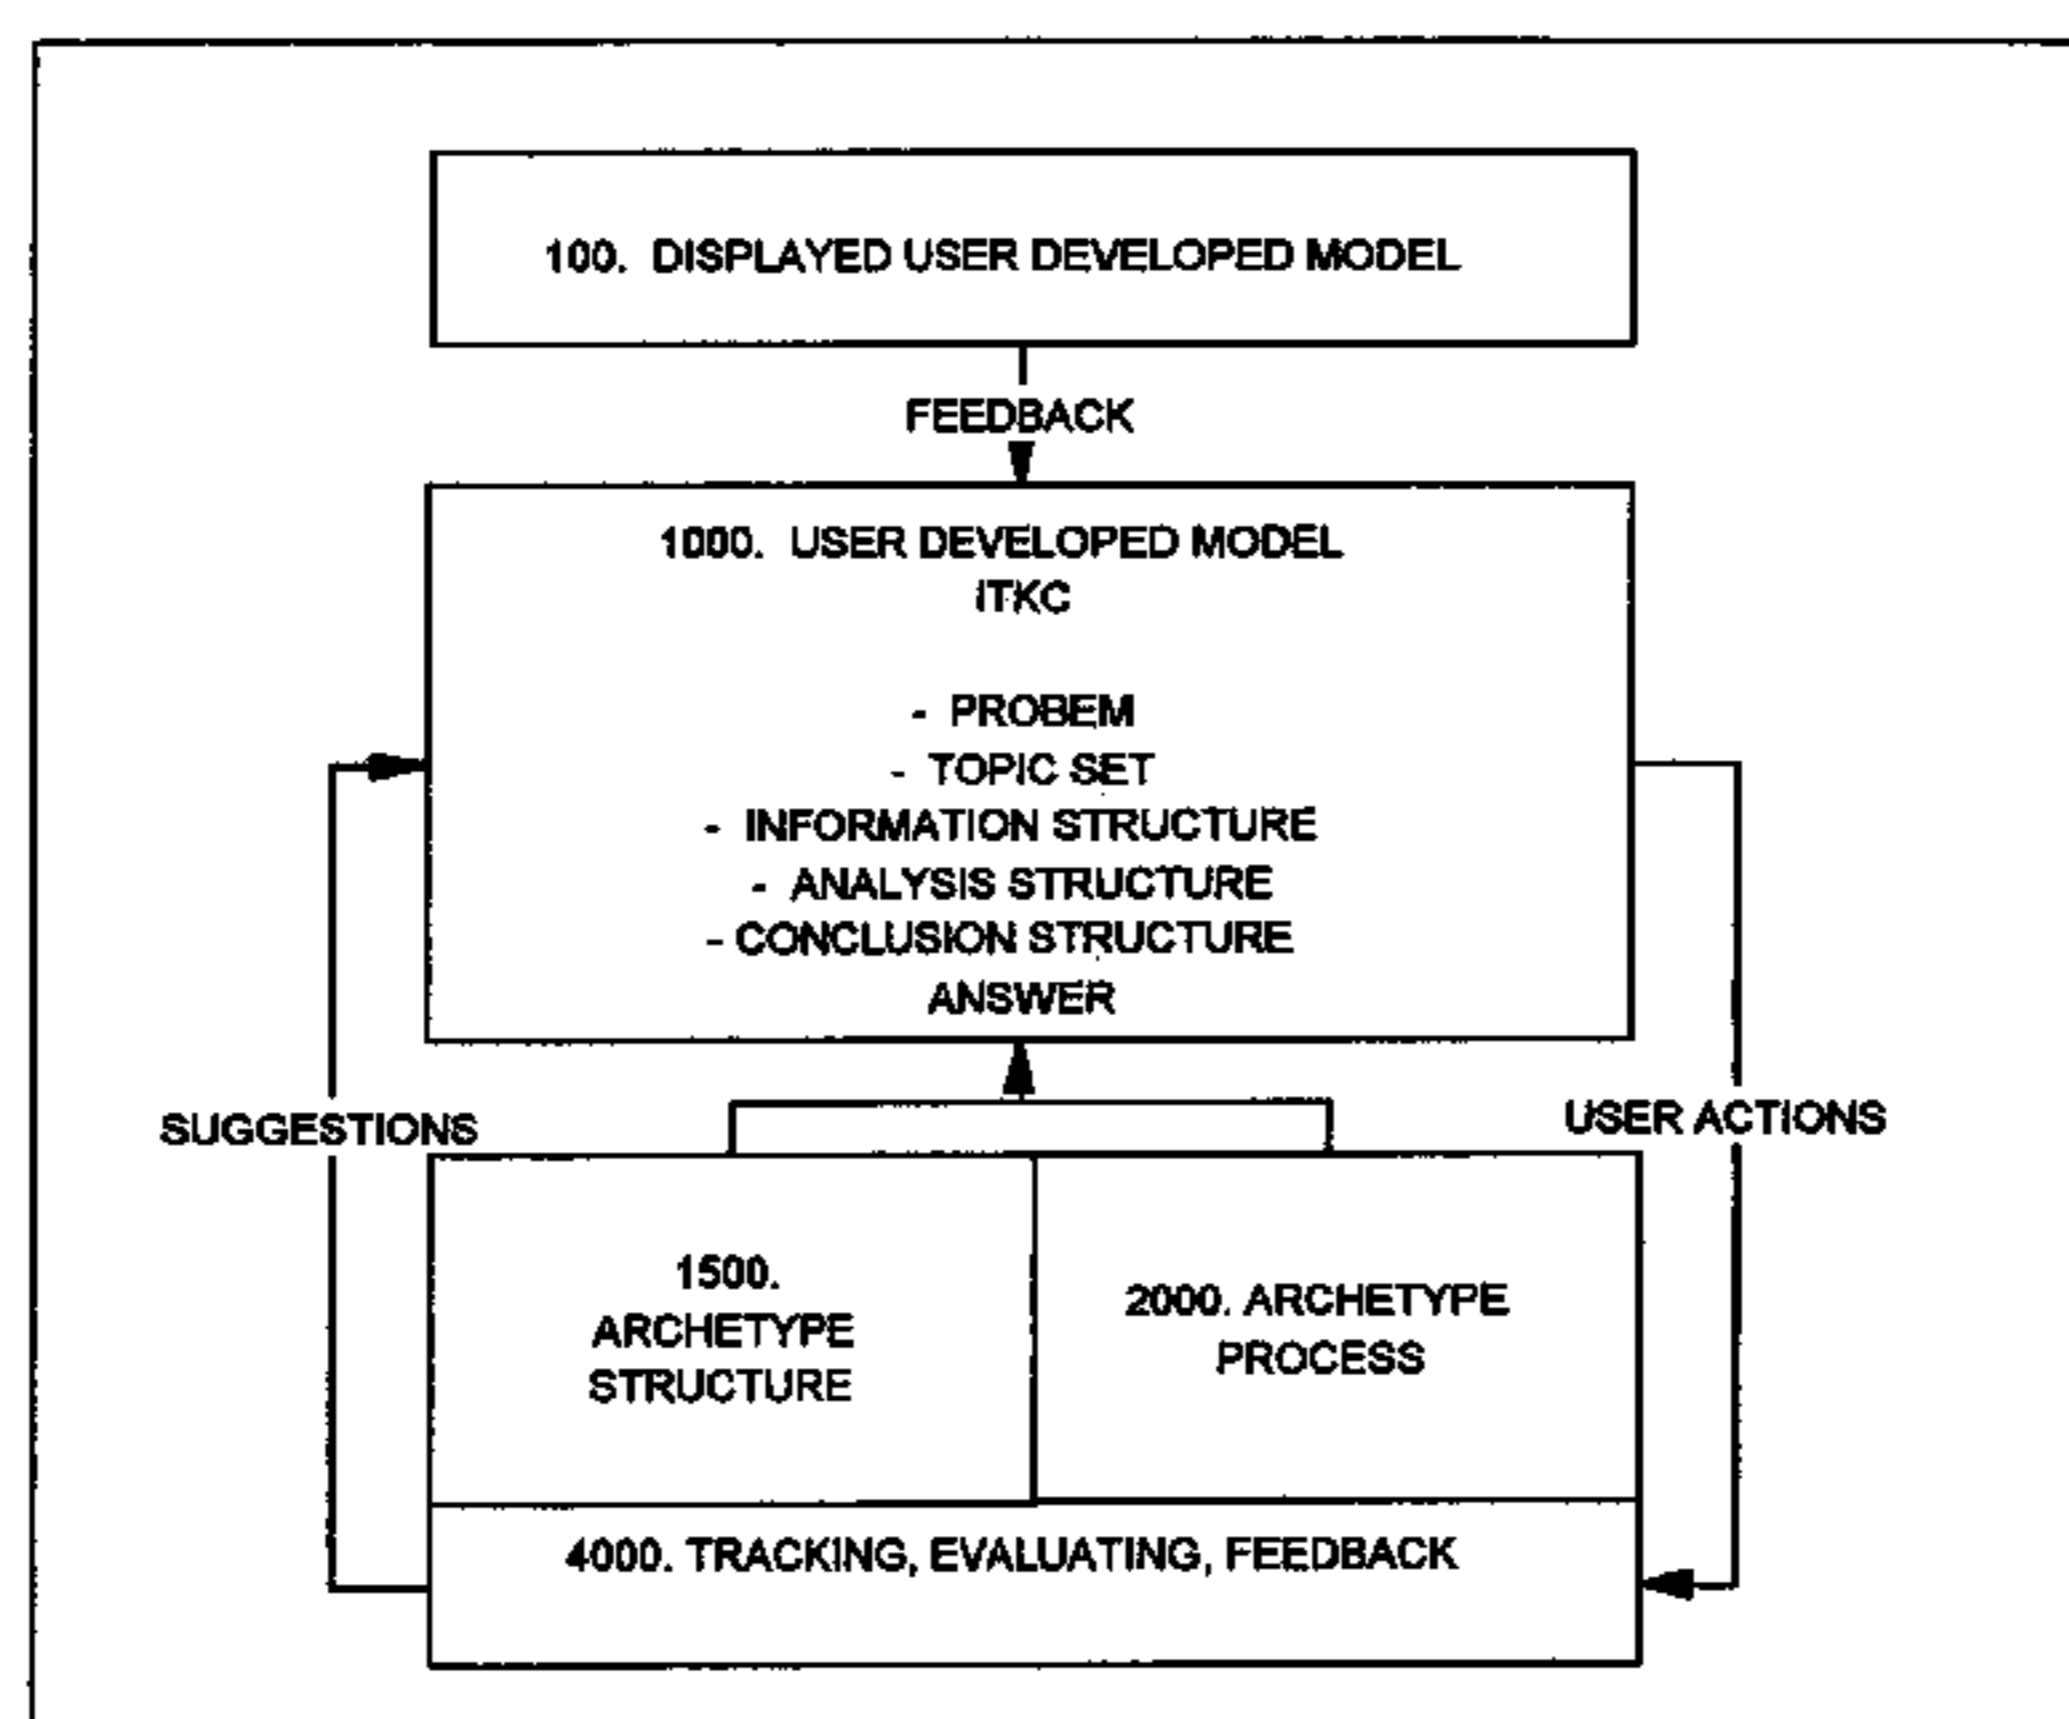 100. DISPLAYED USER DEVELOPED MODEL
FEEDBACK
1000. USER DEVELOPED MODEL
ITKC
- PROBEM
- TOPIC SET
- INFORMATION STRUCTURE
- ANALYSIS STRUCTURE
- CONCLUSION STRUCTURE
ANSWER
SUGGESTIONS
USER ACTIONS
1500.
ARCHETYPE
STRUCTURE
2000. ARCHETYPE
PROCESS
4000. TRACKING, EVALUATING, FEEDBACK